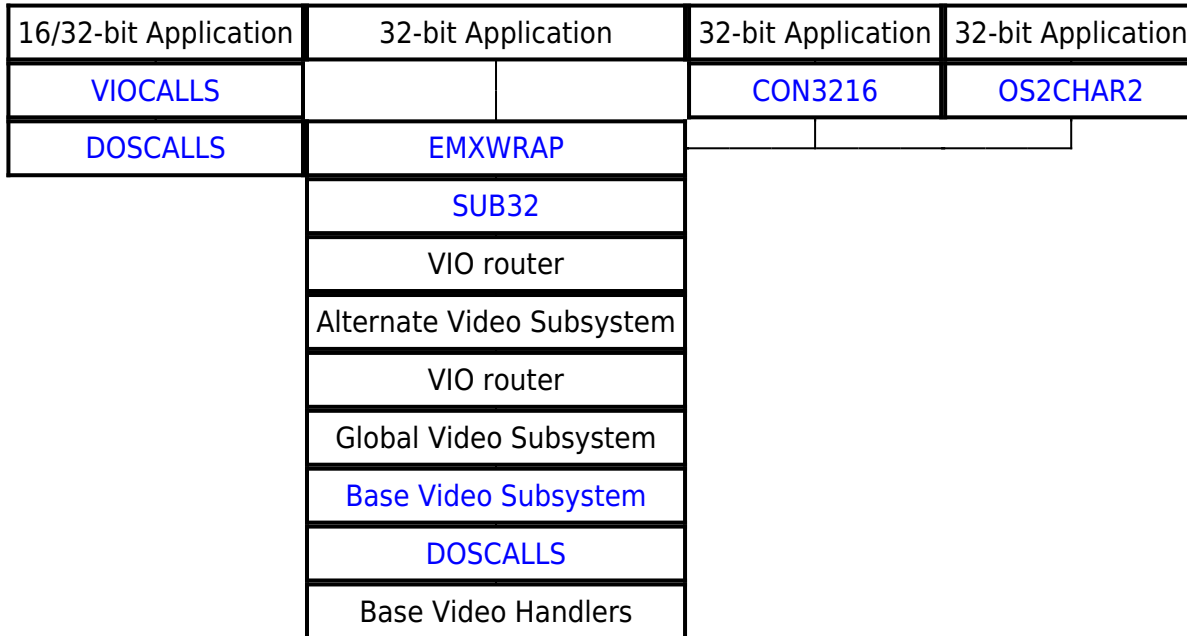 16/32-bit Application 32-bit Application 32-bit Application 32-bit Application
VIOCALLS CON3216 OS2CHAR2
DOSCALLS EMXWRAP
SUB32
VIO router
Alternate Video Subsystem
VIO router
Global Video Subsystem
Base Video Subsystem
DOSCALLS
Base Video Handlers